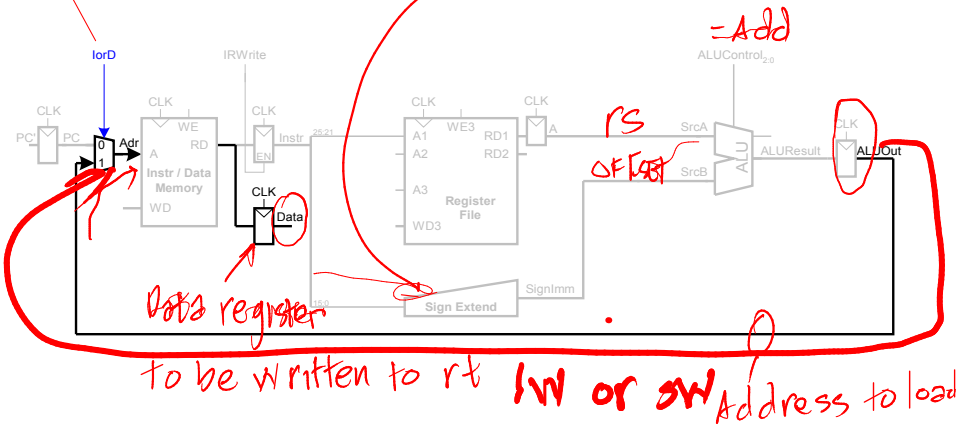 =Add
IorD
IRWrite
ALUControl2:0
CLK
CLK
CLK
CLK
CLK
CLK
PC'
PC
0
1
Adr
A
WE
RD
Instr / Data
Memory
WD
EN
Instr
25:21
A1
A2
A3
WD3
WE3
RD1
RD2
Register
File
A
rs
SrcA
offset
SrcB
ALU
ALUResult
ALUOut
CLK
Data
Data register
15:0
Sign Extend
SignImm
to be written to rt
lw or sw
Address to load